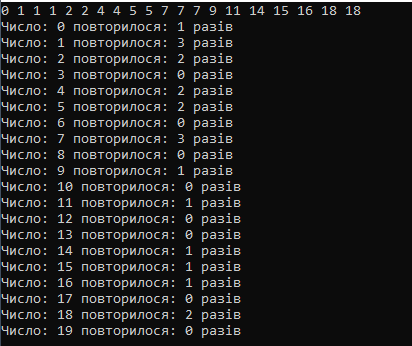 0 1 1 1 2 2 4 4 5 5 7 7 7 9 11 14 15 16 18 18
Число: 0 повторилося: 1 разів
Число: 1 повторилося: 3 разів
Число: 2 повторилося: 2 разів
Число: 3 повторилося: 0 разів
Число: 4 повторилося: 2 разів
Число: 5 повторилося: 2 разів
Число: 6 повторилося: 0 разів
Число: 7 повторилося: 3 разів
Число: 8 повторилося: 0 разів
Число: 9 повторилося: 1 разів
Число: 10 повторилося: 0 разів
Число: 11 повторилося: 1 разів
Число: 12 повторилося: 0 разів
Число: 13 повторилося: 0 разів
Число: 14 повторилося: 1 разів
Число: 15 повторилося: 1 разів
Число: 16 повторилося: 1 разів
Число: 17 повторилося: 0 разів
Число: 18 повторилося: 2 разів
Число: 19 повторилося: 0 разів